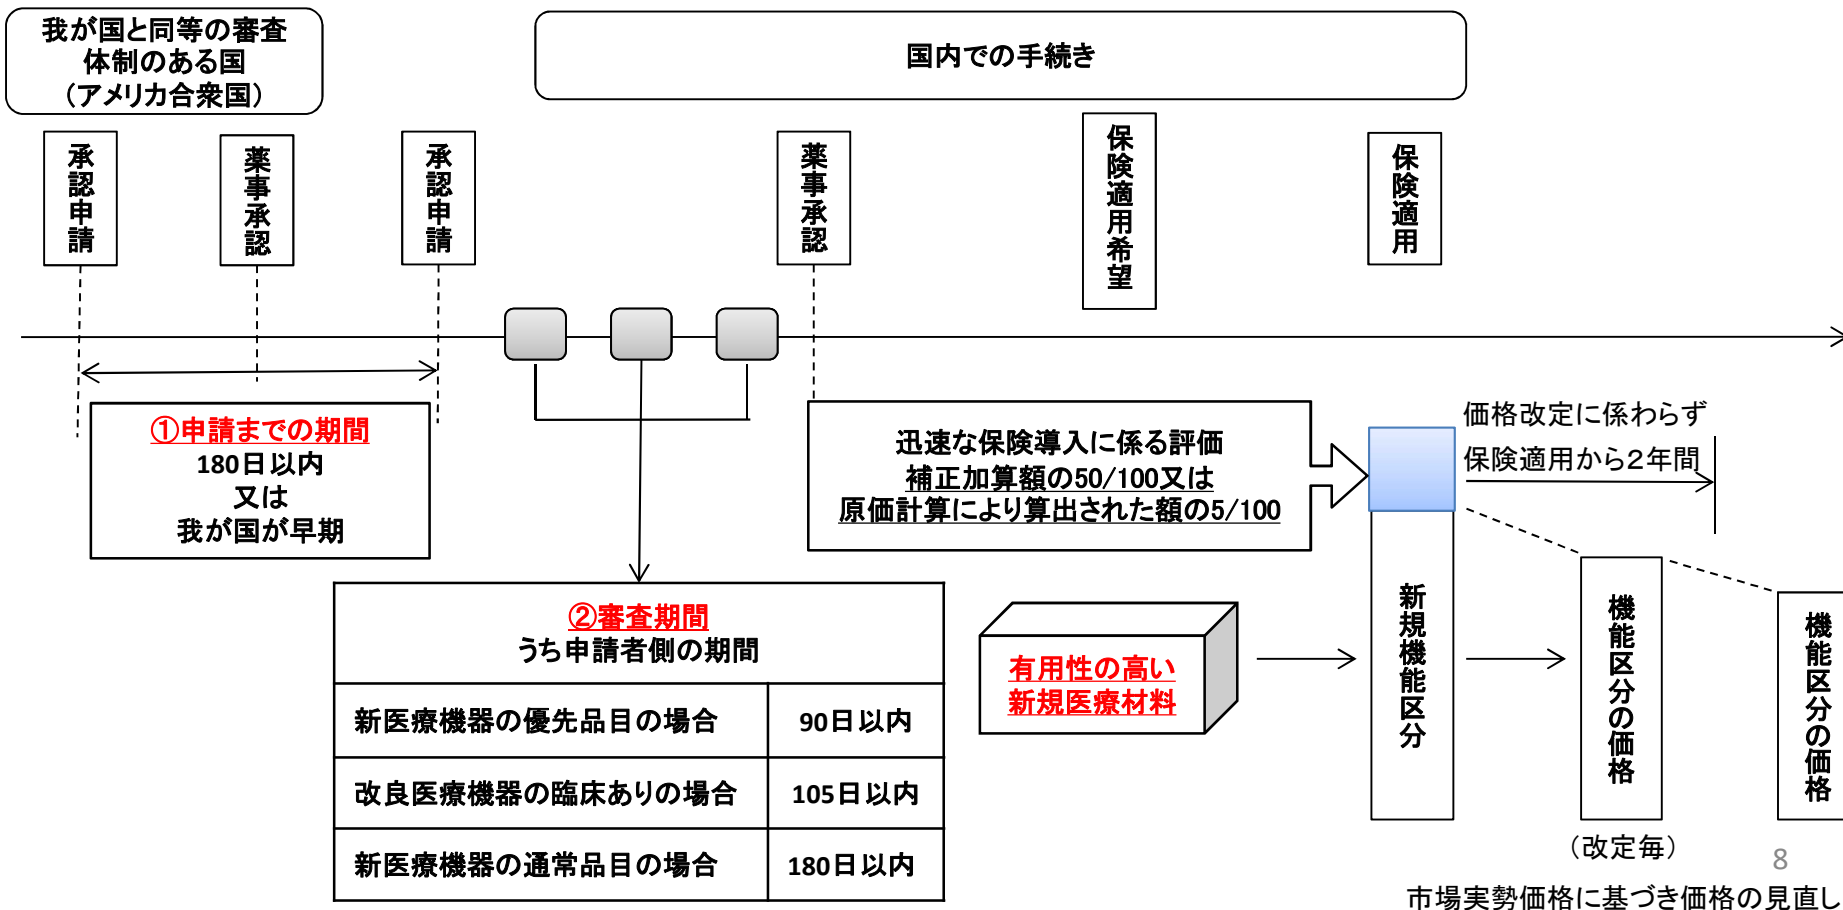 我が国と同等の審査
体制のある国
（アメリカ合衆国）
国内での手続き
承認申請
薬事承認
承認申請
薬事承認
保険適用希望
保険適用
①申請までの期間
180日以内
又は
我が国が早期
迅速な保険導入に係る評価
補正加算額の50/100又は
原価計算により算出された額の5/100
価格改定に係わらず
保険適用から２年間
②審査期間
うち申請者側の期間
新医療機器の優先品目の場合
90日以内
改良医療機器の臨床ありの場合
105日以内
新医療機器の通常品目の場合
180日以内
有用性の高い
新規医療材料
新規機能区分
機能区分の価格
機能区分の価格
（改定毎）
8
市場実勢価格に基づき価格の見直し